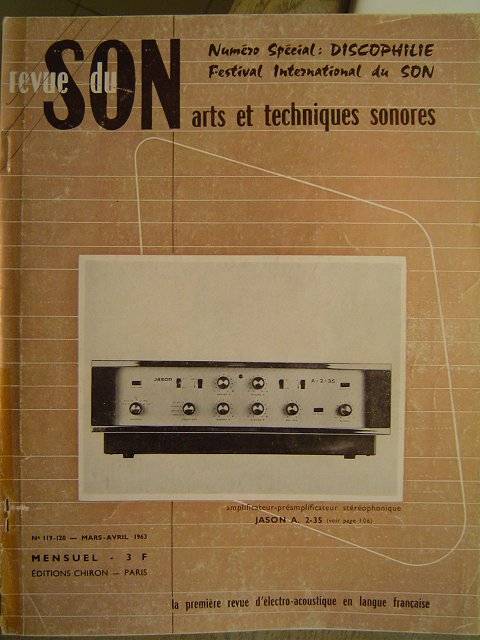 revue du SON
Numéro Spécial: DISCOPHILIE
Festival International du SON
arts et techniques sonores
JASON
A-2-35
amplificateur-préamplificateur stéréophonique
JASON A. 2-35 (voir page 106)
Nos 119-120 — MARS-AVRIL 1963
MENSUEL - 3 F
ÉDITIONS CHIRON — PARIS
la première revue d'électro-acoustique en langue française